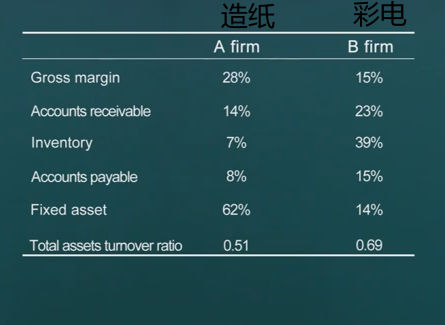 造纸 彩电
A firm B firm
Gross margin 28% 15%
Accounts receivable 14% 23%
Inventory 7% 39%
Accounts payable 8% 15%
Fixed asset 62% 14%
Total assets turnover ratio 0.51 0.69